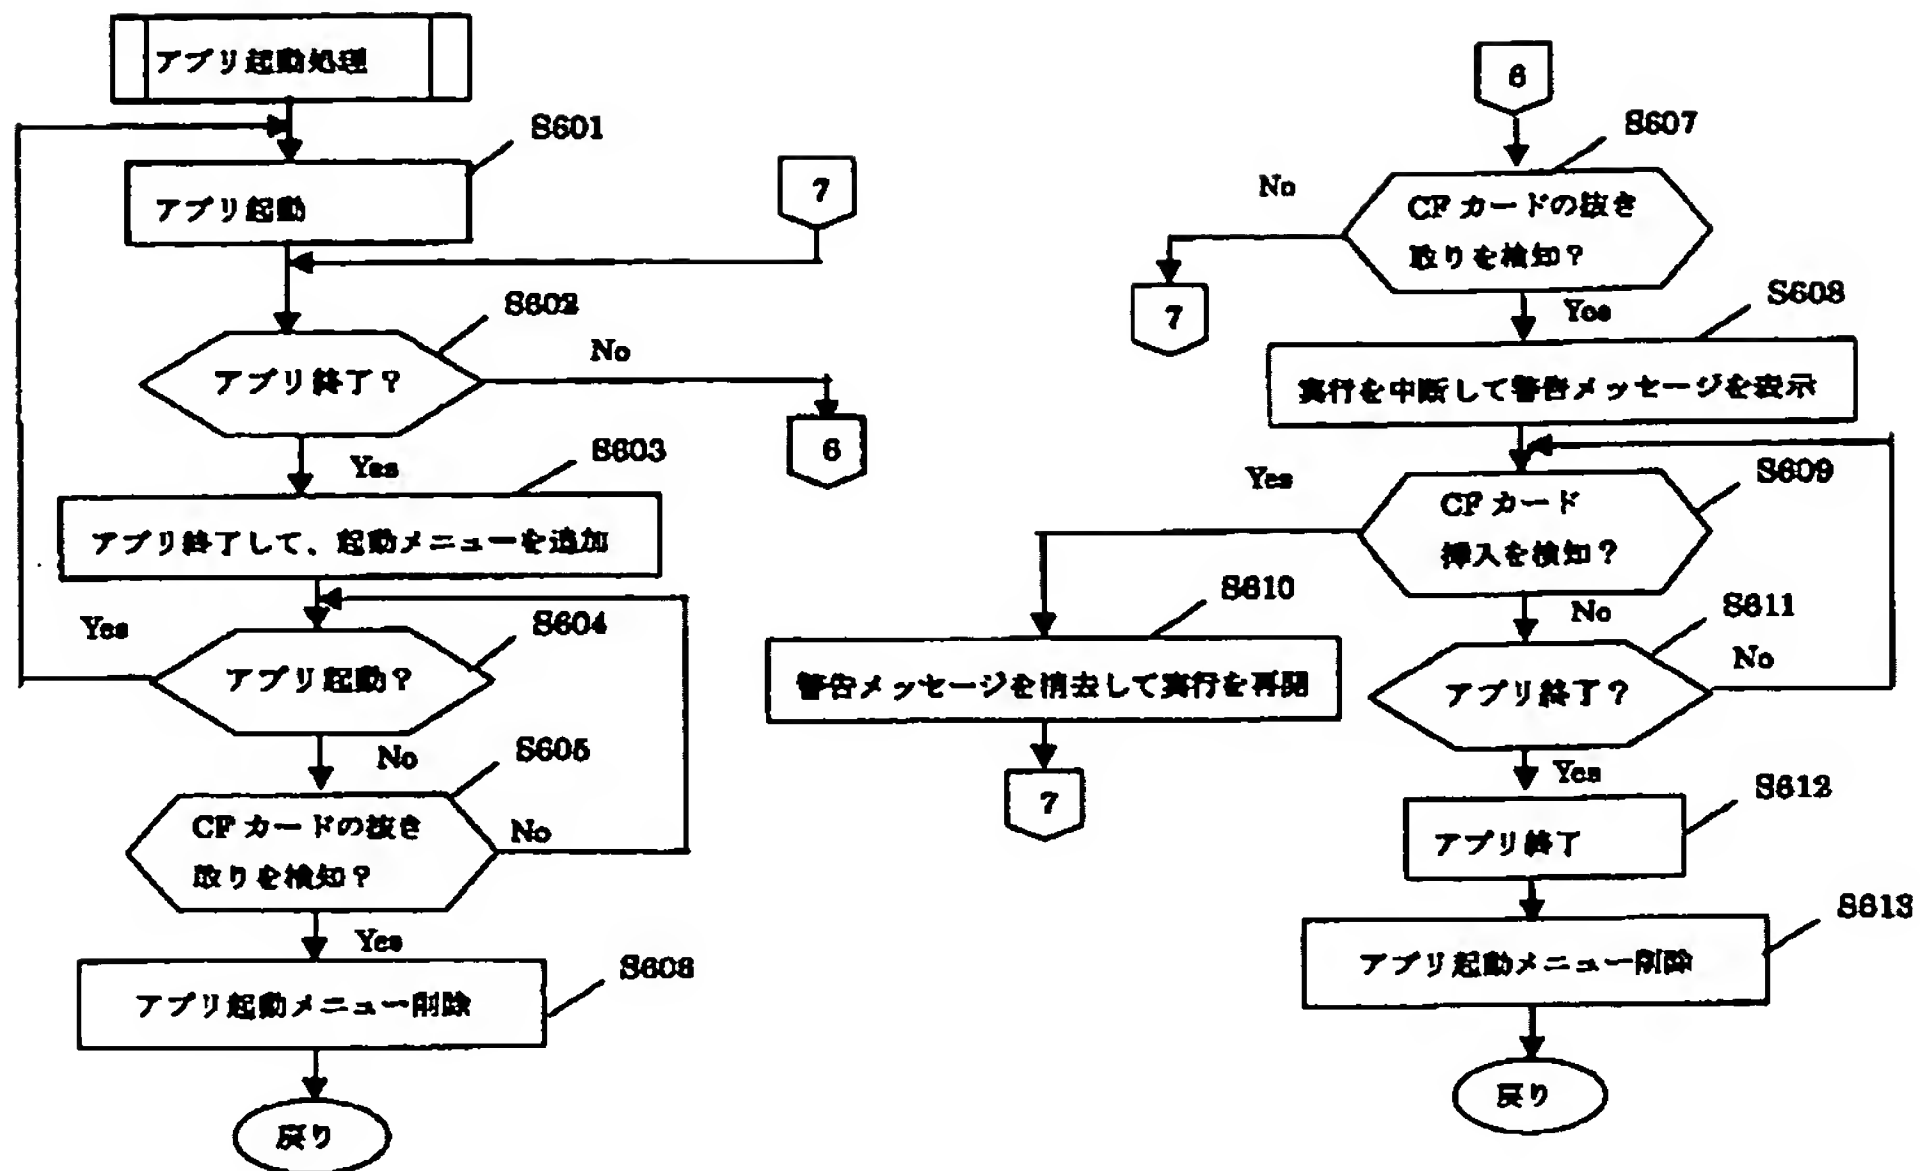 アプリ起動処理
S601
アプリ起動
7
S602
アプリ終了?
No
6
Yes
S603
アプリ終了して、起動メニューを追加
Yes
S604
アプリ起動?
No
S605
CFカードの抜き
取りを検知?
No
Yes
S606
アプリ起動メニュー削除
戻り
6
S607
No
CFカードの抜き
取りを検知?
7
Yes
S608
実行を中断して警告メッセージを表示
Yes
S609
CFカード
挿入を検知?
S610
No
S611
警告メッセージを消去して実行を再開
アプリ終了?
No
7
Yes
S612
アプリ終了
S613
アプリ起動メニュー削除
戻り